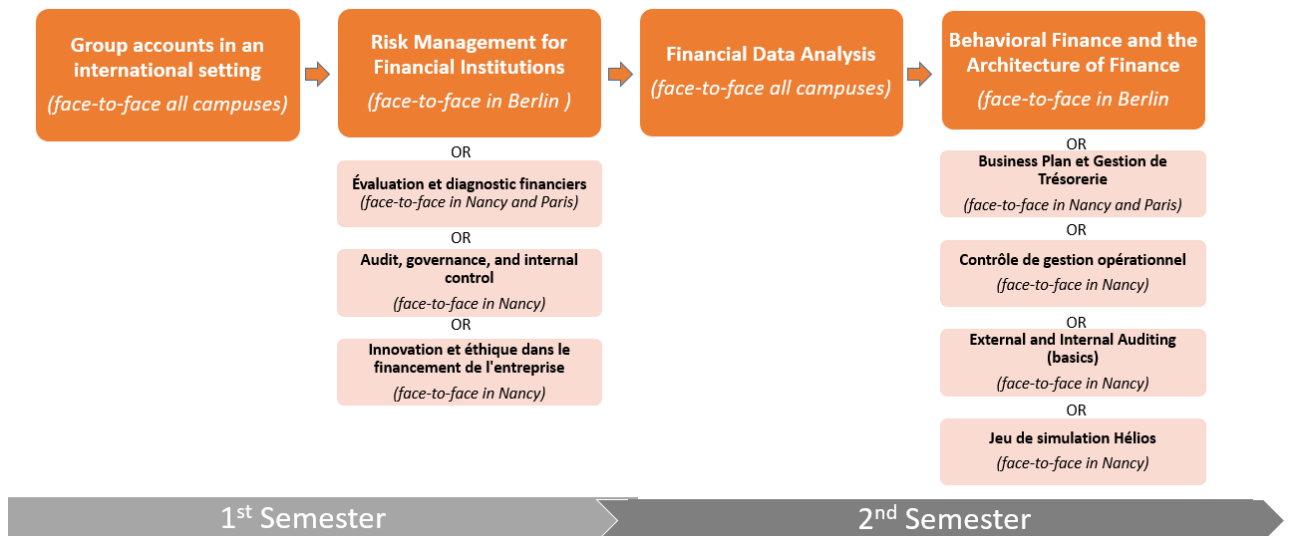 Group accounts in an
international setting
(face-to-face all campuses)
Risk Management for
Financial Institutions
(face-to-face in Berlin )
OR
Évaluation et diagnostic financiers
(face-to-face in Nancy and Paris)
OR
Audit, governance, and internal
control
(face-to-face in Nancy)
OR
Innovation et éthique dans le
financement de l'entreprise
(face-to-face in Nancy)
Financial Data Analysis
(face-to-face all campuses)
Behavioral Finance and the
Architecture of Finance
(face-to-face in Berlin
OR
Business Plan et Gestion de
Trésorerie
(face-to-face in Nancy and Paris)
OR
Contrôle de gestion opérationnel
(face-to-face in Nancy)
OR
External and Internal Auditing
(basics)
(face-to-face in Nancy)
OR
Jeu de simulation Hélios
(face-to-face in Nancy)
1st Semester
2nd Semester